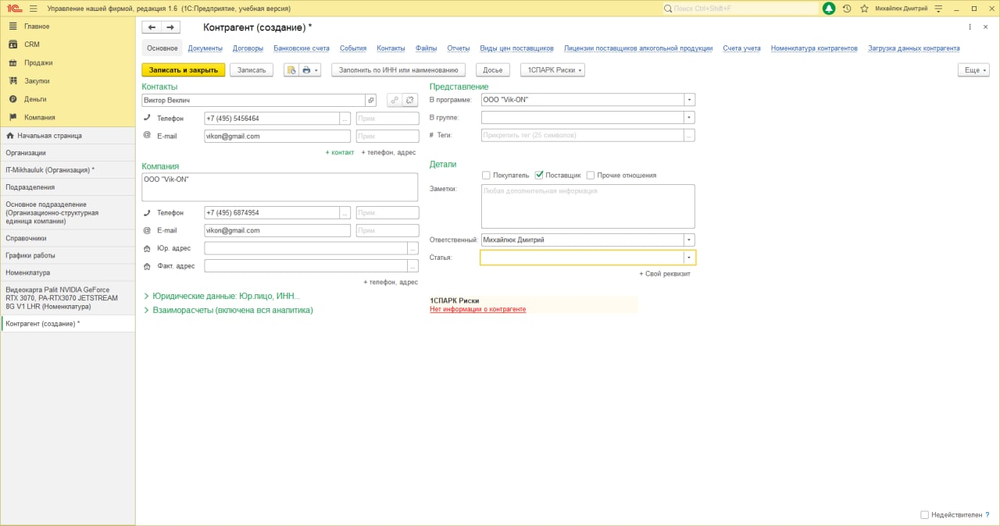 1С Управление нашей фирмой, редакция 1.6 (1С:Предприятие, учебная версия) Поиск Ctrl+Shift+F Михайлюк Дмитрий
Главное
CRM
Продажи
Закупки
Деньги
Компания
Начальная страница
Организации
IT-Mikhauluk (Организация) *
Подразделения
Основное подразделение
(Организационно-структурная
единица компании)
Справочники
Графики работы
Номенклатура
Видеокарта Palit NVIDIA GeForce
RTX 3070, PA-RTX3070 JETSTREAM
8G V1 LHR (Номенклатура)
Контрагент (создание) *
Контрагент (создание) *
Основное Документы Договоры Банковские счета События Контакты Файлы Отчеты Виды цен поставщиков Лицензии поставщиков алкогольной продукции Счета учета Номенклатура контрагентов Загрузка данных контрагента
Записать и закрыть Записать Заполнить по ИНН или наименованию Досье 1СПАРК Риски Еще
Контакты
Виктор Веклич
Телефон +7 (495) 5456464 ... Прим.
@ E-mail vikon@gmail.com Прим.
+ контакт + телефон, адрес
Компания
ООО "Vik-ON"
Телефон +7 (495) 6874954 ... Прим.
@ E-mail vikon@gmail.com Прим.
Юр. адрес ...
Факт. адрес ...
+ телефон, адрес
Юридические данные: Юр.лицо, ИНН...
Взаиморасчеты (включена вся аналитика)
Представление
В программе: ООО "Vik-ON"
В группе:
# Теги: Прикрепить тег (25 символов) ...
Детали
Покупатель Поставщик Прочие отношения
Заметки: Любая дополнительная информация
Ответственный: Михайлюк Дмитрий
Статья:
+ Свой реквизит
1СПАРК Риски
Нет информации о контрагенте
Недействителен ?